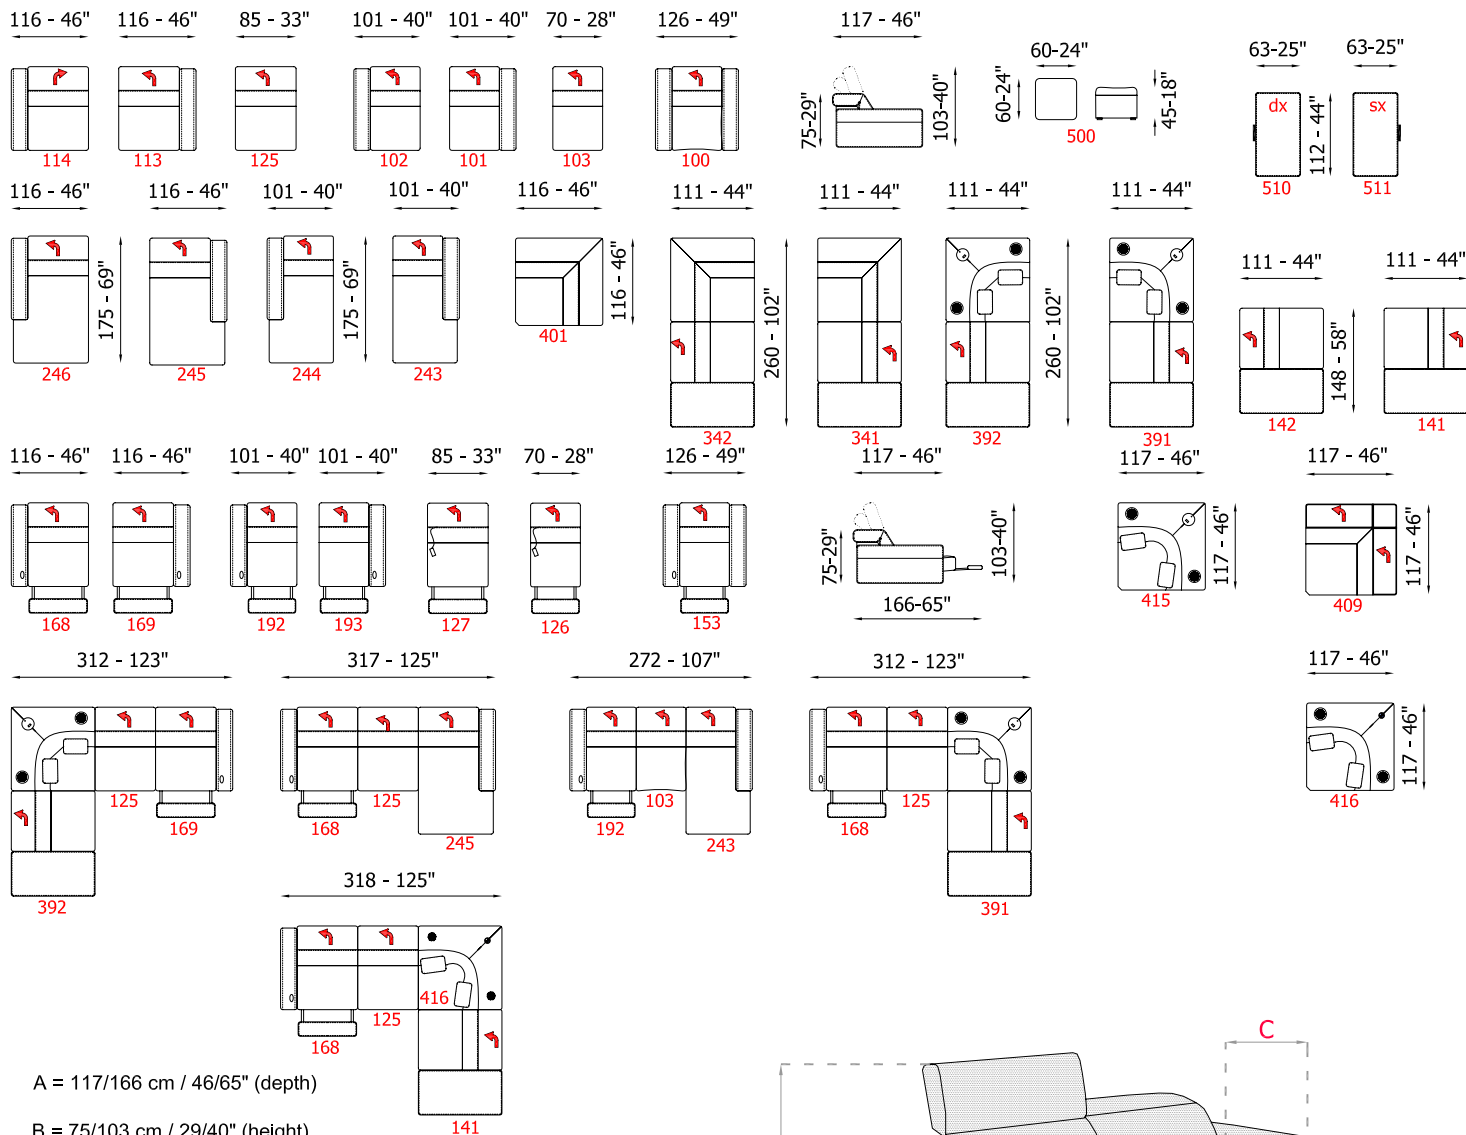 116 - 46"
116 - 46"
85 - 33"
101 - 40"
101 - 40"
70 - 28"
126 - 49"
117 - 46"
75-29"
103-40"
60-24"
60-24"
45-18"
500
63-25"
63-25"
dx
sx
112 - 44"
510
511
114
113
125
102
101
103
100
116 - 46"
116 - 46"
101 - 40"
101 - 40"
116 - 46"
111 - 44"
111 - 44"
111 - 44"
111 - 44"
175 - 69"
175 - 69"
116 - 46"
260 - 102"
260 - 102"
111 - 44"
111 - 44"
148 - 58"
246
245
244
243
401
342
341
392
391
142
141
116 - 46"
116 - 46"
101 - 40"
101 - 40"
85 - 33"
70 - 28"
126 - 49"
117 - 46"
117 - 46"
117 - 46"
75-29"
103-40"
166-65"
117 - 46"
117 - 46"
168
169
192
193
127
126
153
415
409
312 - 123"
317 - 125"
272 - 107"
312 - 123"
117 - 46"
117 - 46"
125
169
392
168
125
245
192
103
243
168
125
391
416
318 - 125"
416
125
168
141
C
A = 117/166 cm / 46/65" (depth)
B = 75/103 cm / 29/40" (height)